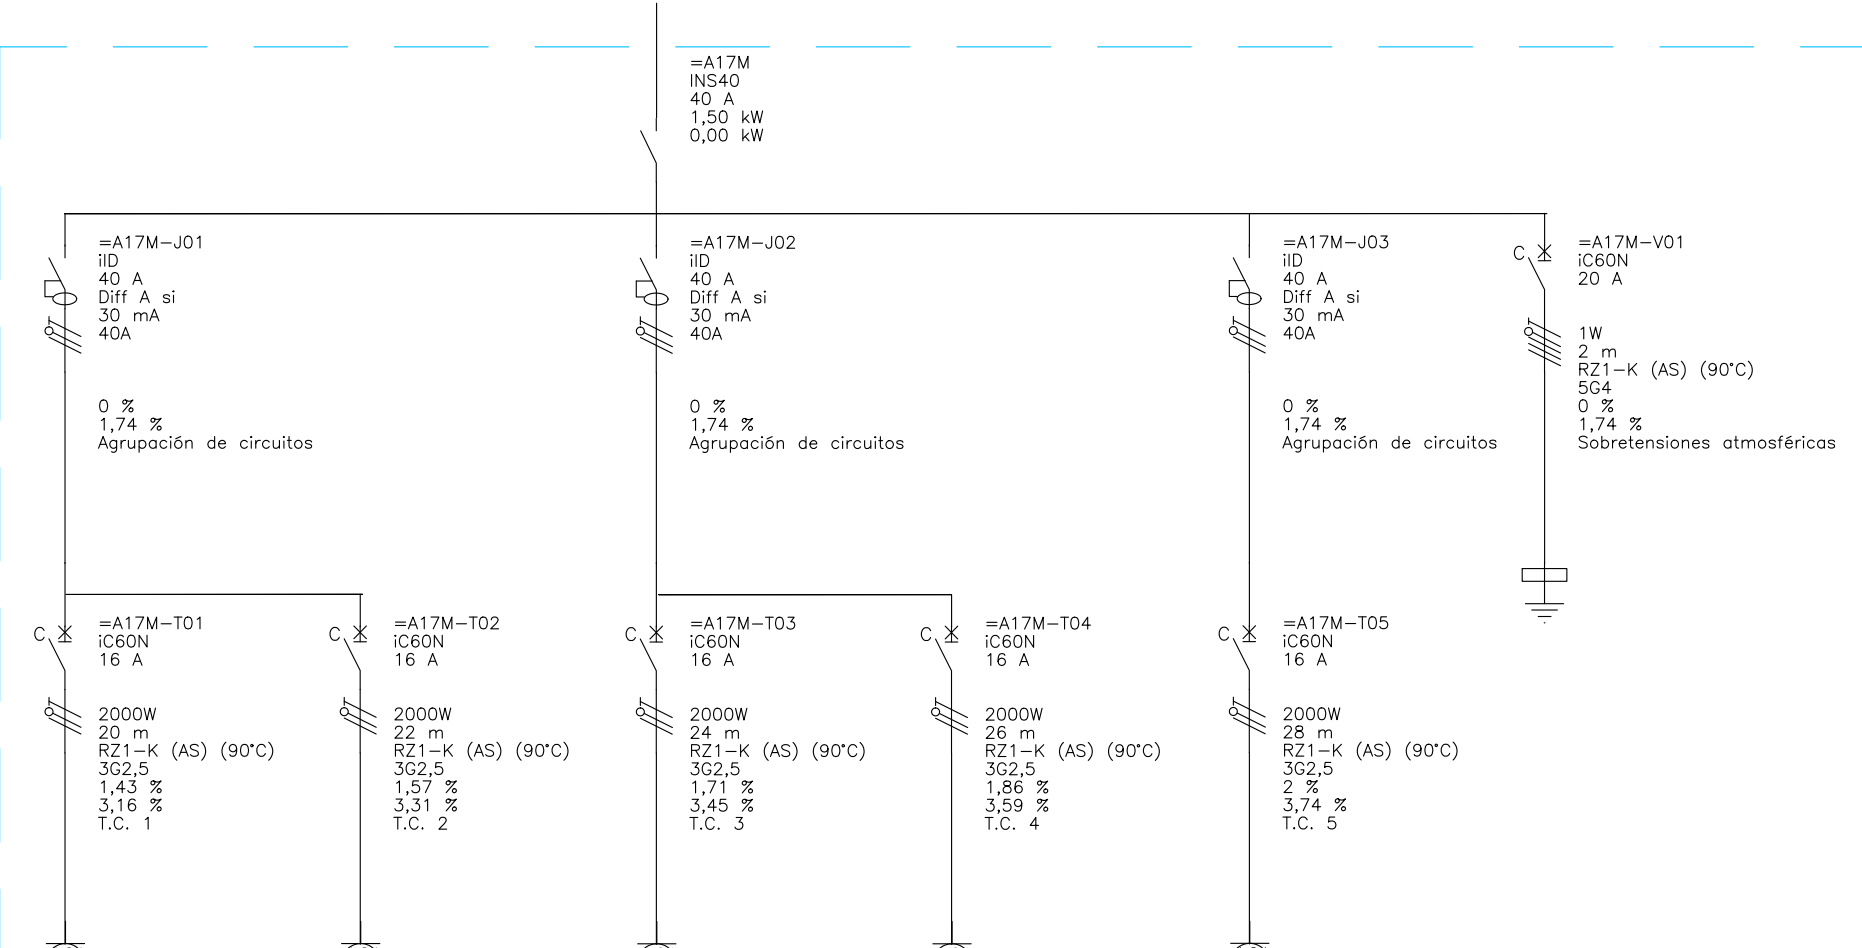 =A17M
INS40
40 A
1,50 kW
0,00 kW
=A17M-J01
iID
40 A
Diff A si
30 mA
40A
0 %
1,74 %
Agrupación de circuitos
=A17M-J02
iID
40 A
Diff A si
30 mA
40A
0 %
1,74 %
Agrupación de circuitos
=A17M-J03
iID
40 A
Diff A si
30 mA
40A
0 %
1,74 %
Agrupación de circuitos
C
=A17M-V01
iC60N
20 A
1W
2 m
RZ1-K (AS) (90°C)
5G4
0 %
1,74 %
Sobretensiones atmosféricas
C
=A17M-T01
iC60N
16 A
2000W
20 m
RZ1-K (AS) (90°C)
3G2,5
1,43 %
3,16 %
T.C. 1
C
=A17M-T02
iC60N
16 A
2000W
22 m
RZ1-K (AS) (90°C)
3G2,5
1,57 %
3,31 %
T.C. 2
C
=A17M-T03
iC60N
16 A
2000W
24 m
RZ1-K (AS) (90°C)
3G2,5
1,71 %
3,45 %
T.C. 3
C
=A17M-T04
iC60N
16 A
2000W
26 m
RZ1-K (AS) (90°C)
3G2,5
1,86 %
3,59 %
T.C. 4
C
=A17M-T05
iC60N
16 A
2000W
28 m
RZ1-K (AS) (90°C)
3G2,5
2 %
3,74 %
T.C. 5